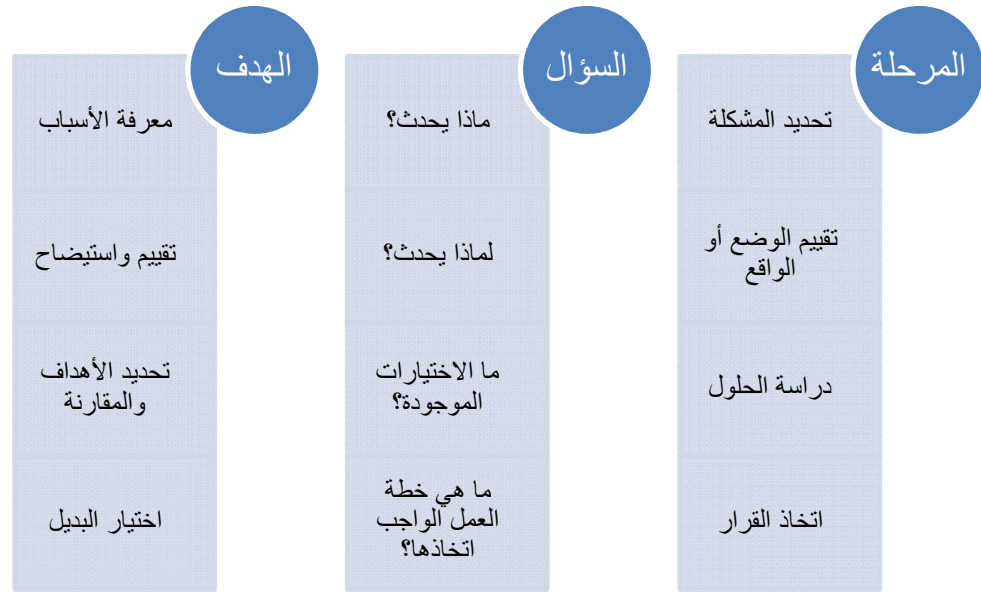 المرحلة
تحديد المشكلة
تقييم الوضع أو
الواقع
دراسة الحلول
اتخاذ القرار
السؤال
ماذا يحدث؟
لماذا يحدث؟
ما الاختيارات
الموجودة؟
ما هي خطة
العمل الواجب
اتخاذها؟
الهدف
معرفة الأسباب
تقييم واستيضاح
تحديد الأهداف
والمقارنة
اختيار البديل